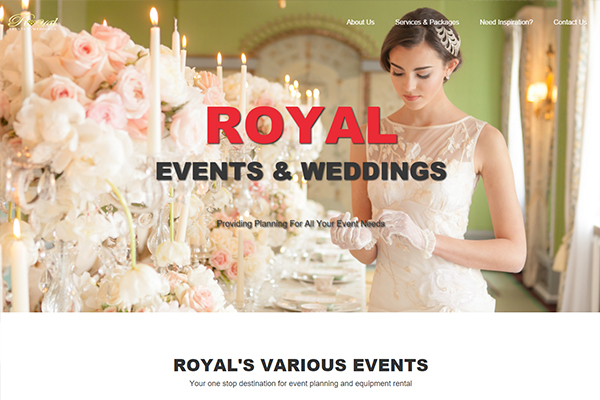 About Us Services & Packages Need Inspiration? Contact Us
ROYAL
EVENTS & WEDDINGS
Providing Planning For All Your Event Needs
ROYAL'S VARIOUS EVENTS
Your one stop destination for event planning and equipment rental